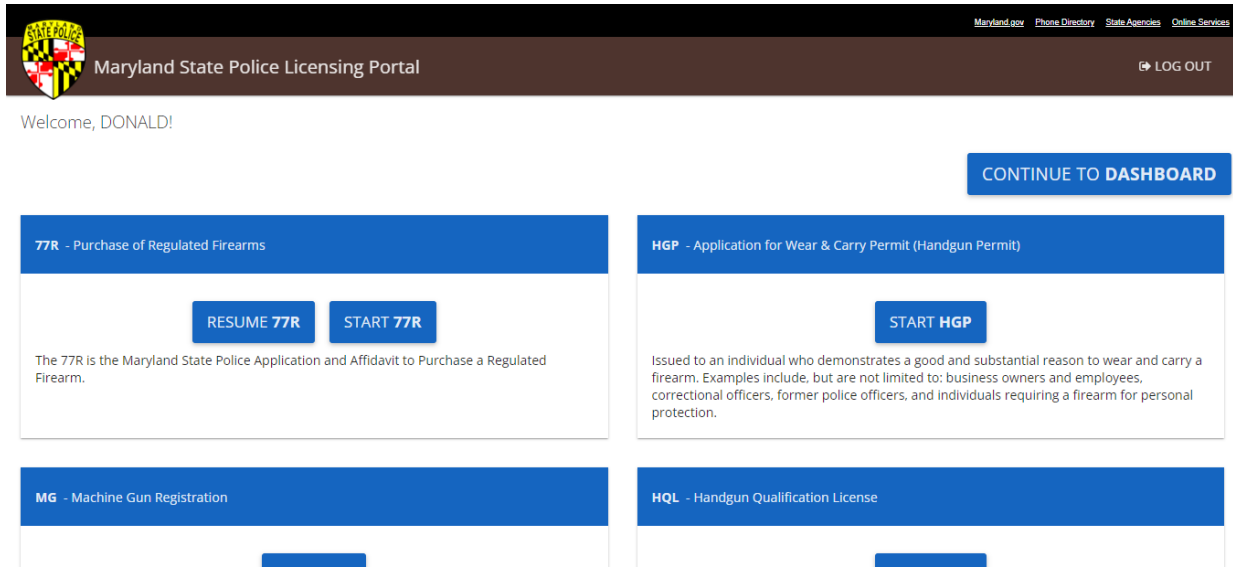 Maryland.gov Phone Directory State Agencies Online Services
STATE POLICE
Maryland State Police Licensing Portal
LOG OUT
Welcome, DONALD!
CONTINUE TO DASHBOARD
77R - Purchase of Regulated Firearms
RESUME 77R START 77R
The 77R is the Maryland State Police Application and Affidavit to Purchase a Regulated
Firearm.
HGP - Application for Wear & Carry Permit (Handgun Permit)
START HGP
Issued to an individual who demonstrates a good and substantial reason to wear and carry a
firearm. Examples include, but are not limited to: business owners and employees,
correctional officers, former police officers, and individuals requiring a firearm for personal
protection.
MG - Machine Gun Registration
HQL - Handgun Qualification License